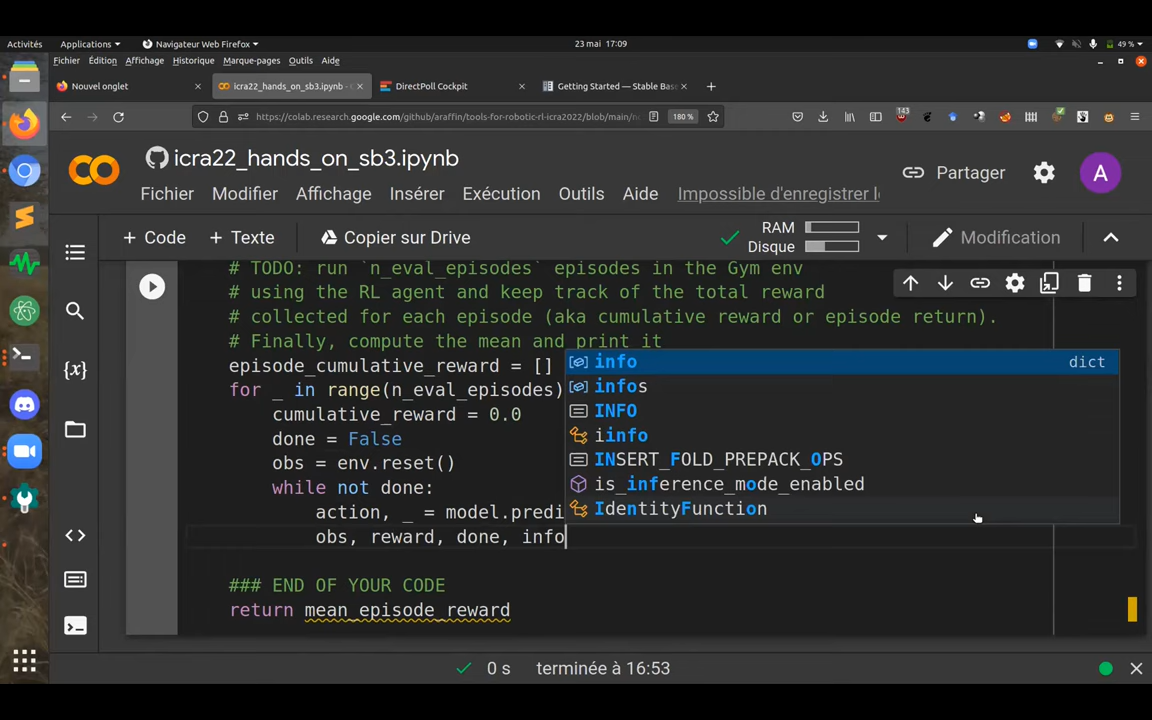 Activités Applications Navigateur Web Firefox 23 mai 17:09 49 %
Fichier Édition Affichage Historique Marque-pages Outils Aide
Nouvel onglet icra22_hands_on_sb3.ipynb - C DirectPoll Cockpit Getting Started — Stable Base
https://colab.research.google.com/github/araffin/tools-for-robotic-rl-icra2022/blob/main/n 180 % 143
icra22_hands_on_sb3.ipynb
Partager A
Fichier Modifier Affichage Insérer Exécution Outils Aide Impossible d'enregistrer l
+ Code + Texte Copier sur Drive RAM Disque Modification
# TODO: run `n_eval_episodes` episodes in the Gym env
# using the RL agent and keep track of the total reward
# collected for each episode (aka cumulative reward or episode return).
# Finally, compute the mean and print it
episode_cumulative_reward = []
for _ in range(n_eval_episodes)
cumulative_reward = 0.0
done = False
obs = env.reset()
while not done:
action, _ = model.predi
obs, reward, done, info
### END OF YOUR CODE
return mean_episode_reward
info dict
infos
INFO
iinfo
INSERT_FOLD_PREPACK_OPS
is_inference_mode_enabled
IdentityFunction
{x}
0 s terminée à 16:53